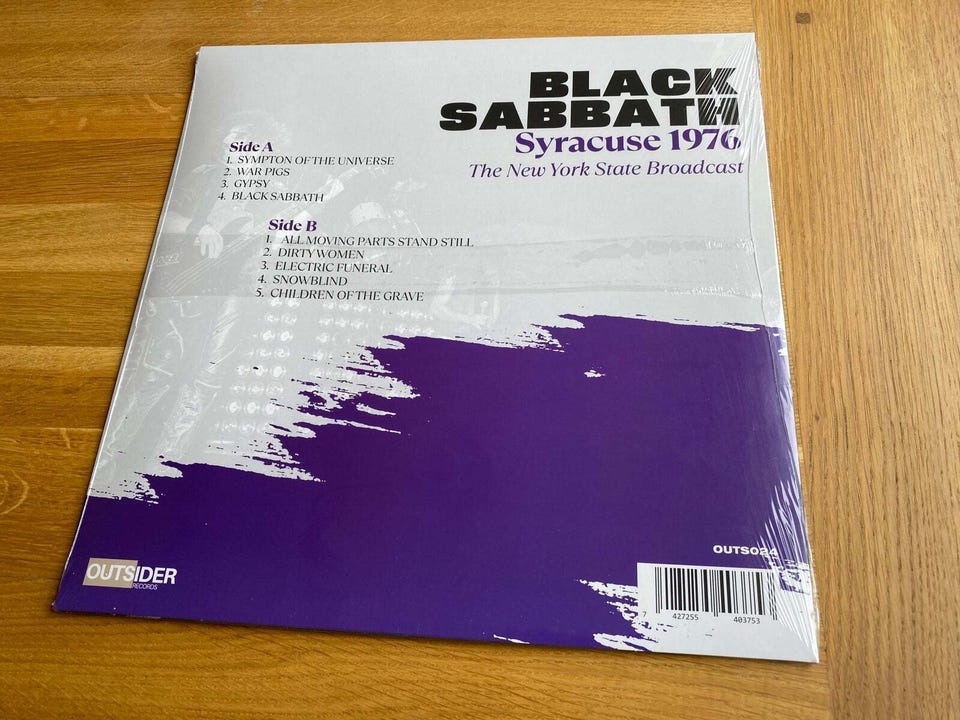 BLACK
SABBATH
Syracuse 1976
The New York State Broadcast
Side A
1. SYMPTON OF THE UNIVERSE
2. WAR PIGS
3. GYPSY
4. BLACK SABBATH
Side B
1. ALL MOVING PARTS STAND STILL
2. DIRTY WOMEN
3. ELECTRIC FUNERAL
4. SNOWBLIND
5. CHILDREN OF THE GRAVE
OUTSIDER
RECORDS
OUTS024
7 427255 403753